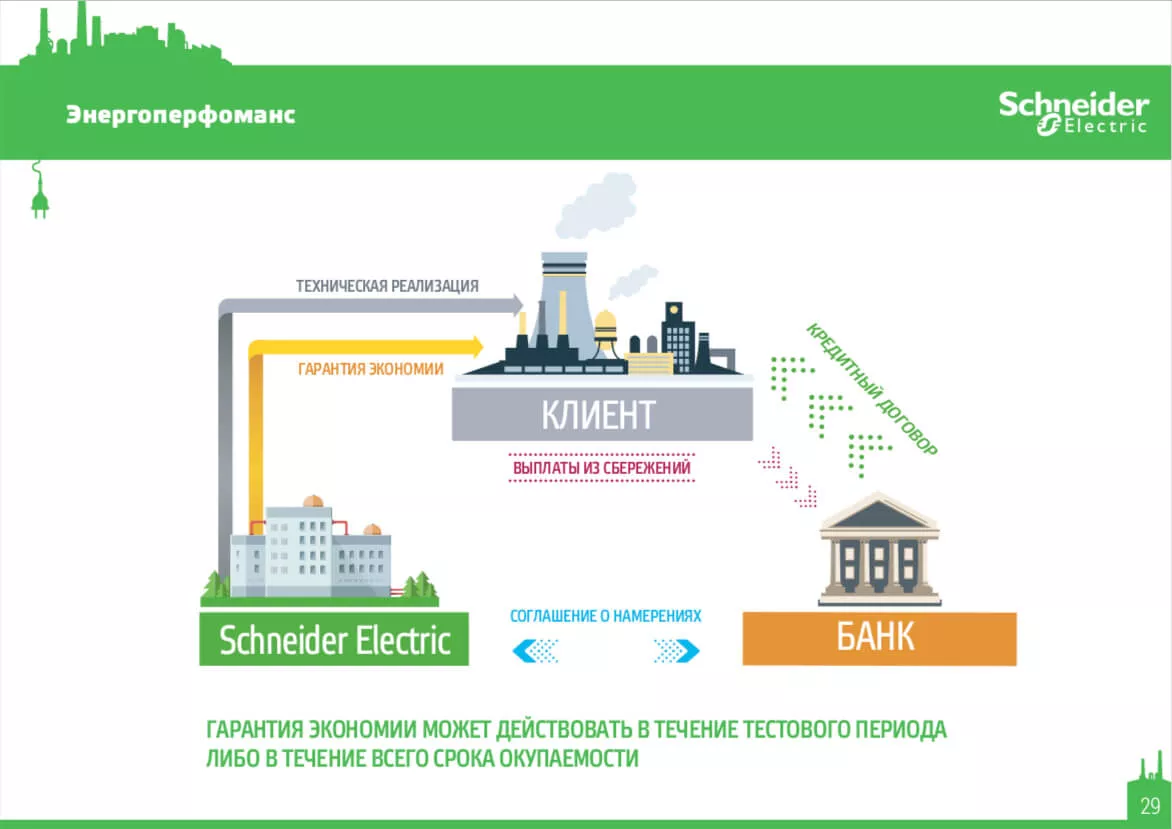 Энергоперфоманс
Schneider
Electric
ТЕХНИЧЕСКАЯ РЕАЛИЗАЦИЯ
ГАРАНТИЯ ЭКОНОМИИ
КРЕДИТНЫЙ ДОГОВОР
КЛИЕНТ
ВЫПЛАТЫ ИЗ СБЕРЕЖЕНИЙ
СОГЛАШЕНИЕ О НАМЕРЕНИЯХ
Schneider Electric
БАНК
ГАРАНТИЯ ЭКОНОМИИ МОЖЕТ ДЕЙСТВОВАТЬ В ТЕЧЕНИЕ ТЕСТОВОГО ПЕРИОДА
ЛИБО В ТЕЧЕНИЕ ВСЕГО СРОКА ОКУПАЕМОСТИ
29